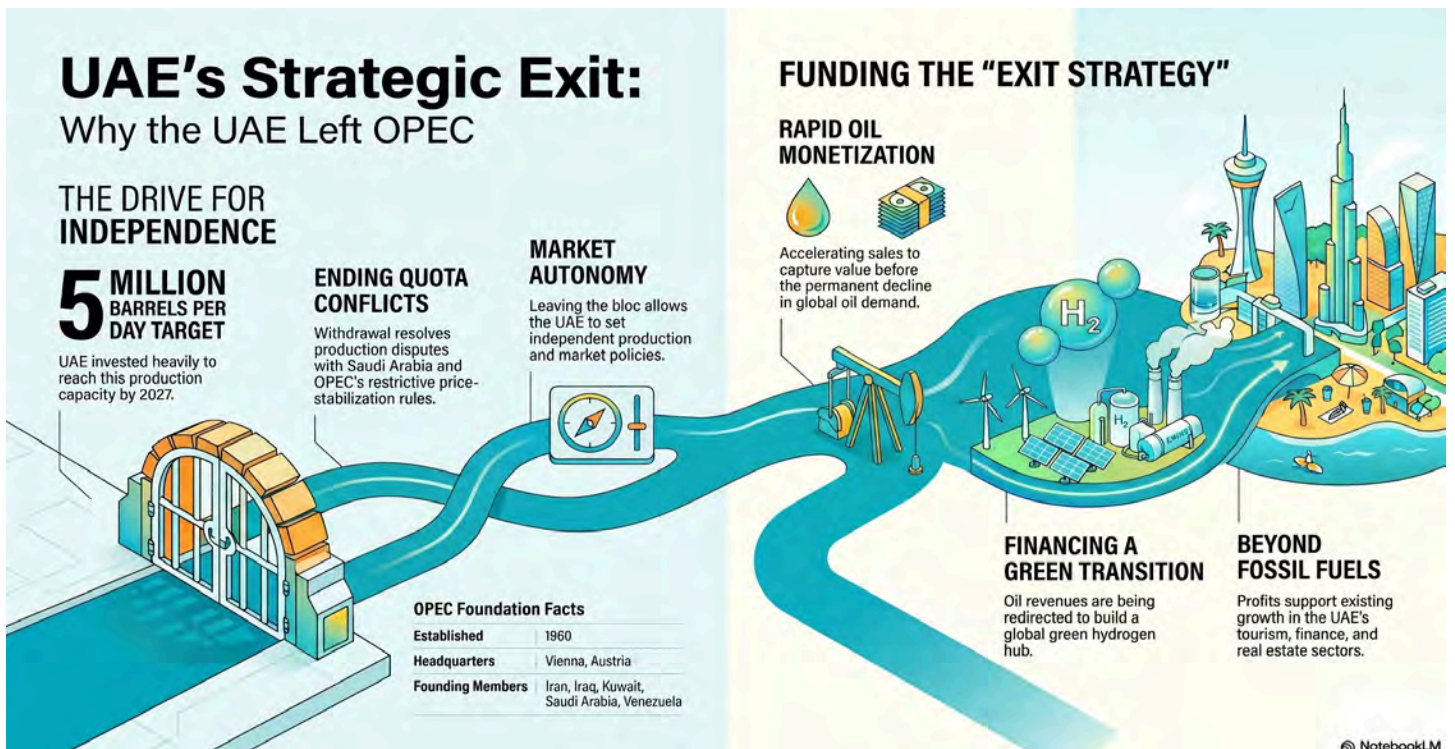 UAE's Strategic Exit:
Why the UAE Left OPEC
THE DRIVE FOR
INDEPENDENCE
5 MILLION
BARRELS PER
DAY TARGET
UAE invested heavily to
reach this production
capacity by 2027.
ENDING QUOTA
CONFLICTS
Withdrawal resolves
production disputes
with Saudi Arabia and
OPEC's restrictive price-
stabilization rules.
MARKET
AUTONOMY
Leaving the bloc allows
the UAE to set
independent production
and market policies.
OPEC Foundation Facts
Established 1960
Headquarters Vienna, Austria
Founding Members Iran, Iraq, Kuwait,
Saudi Arabia, Venezuela
FUNDING THE "EXIT STRATEGY"
RAPID OIL
MONETIZATION
Accelerating sales to
capture value before
the permanent decline
in global oil demand.
H₂
H₂
FINANCING A
GREEN TRANSITION
Oil revenues are being
redirected to build a
global green hydrogen
hub.
BEYOND
FOSSIL FUELS
Profits support existing
growth in the UAE's
tourism, finance, and
real estate sectors.
NotebookLM